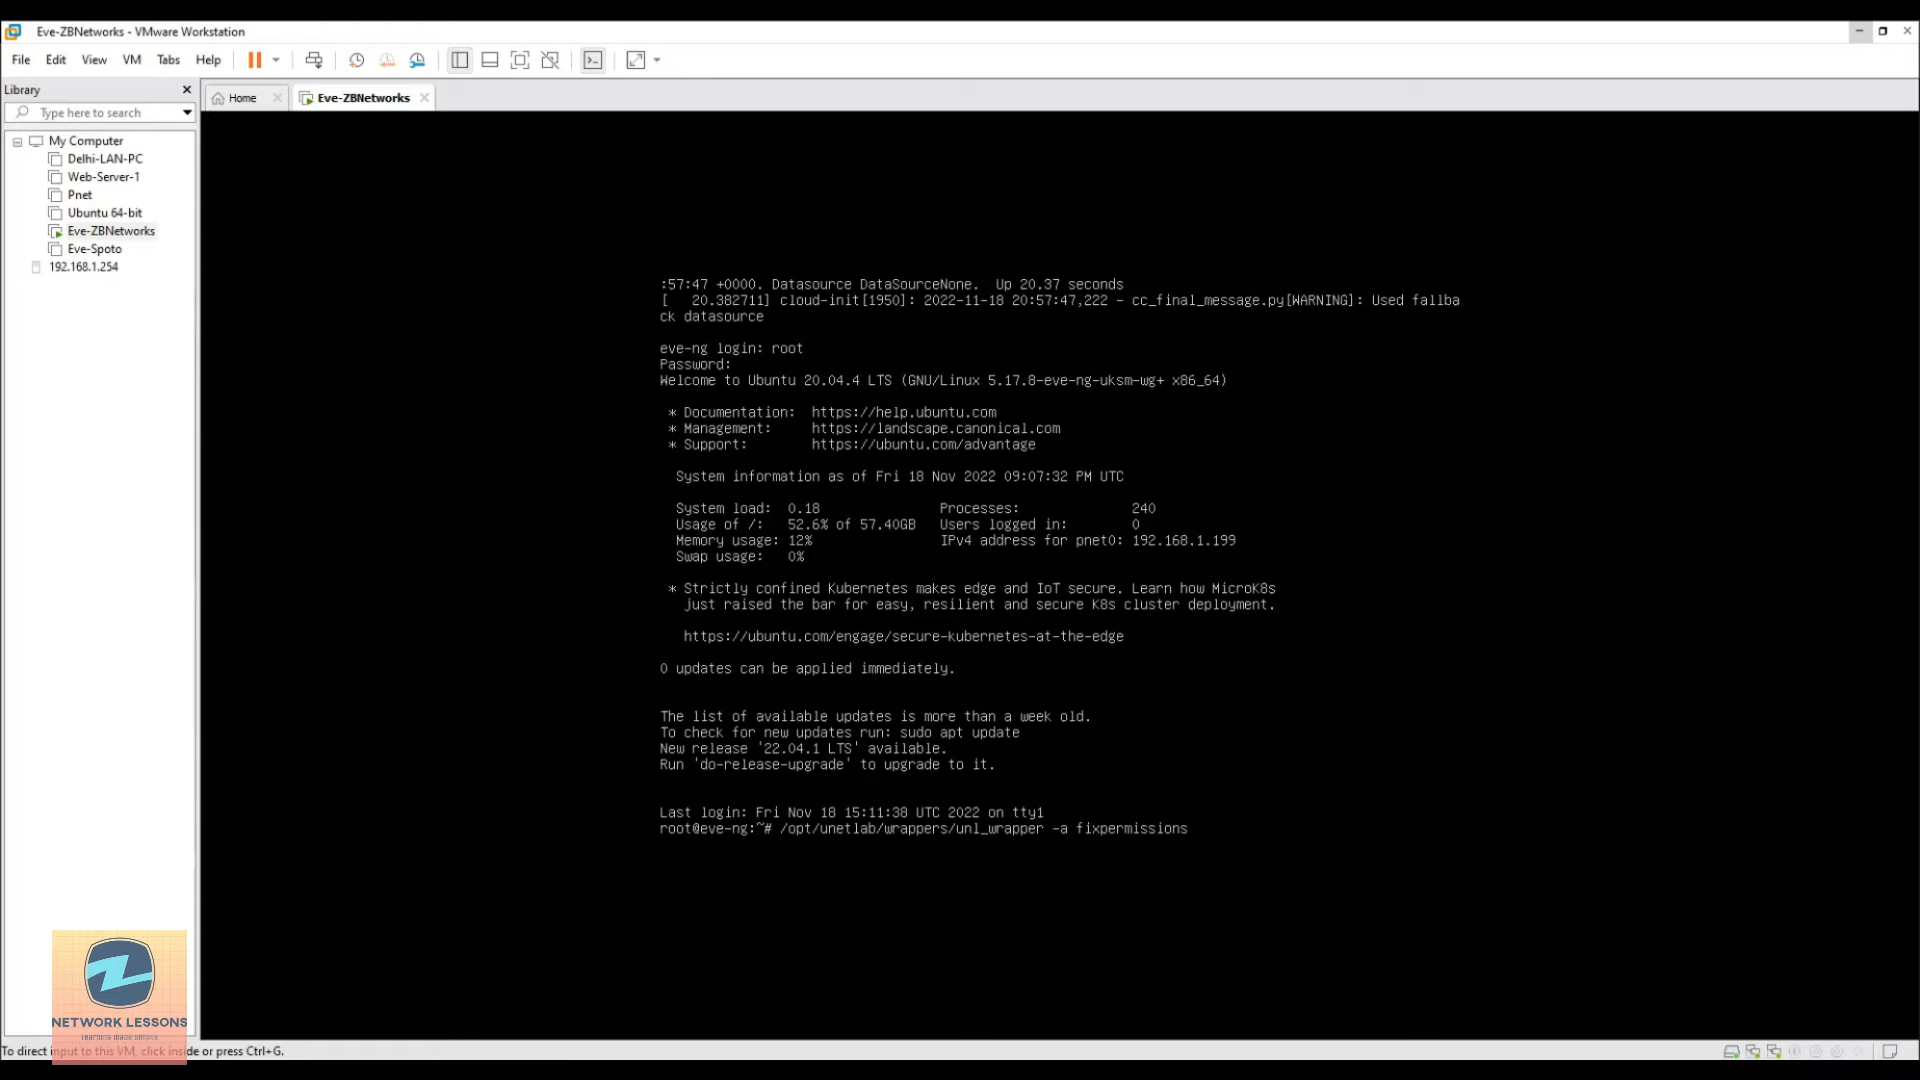 Eve-ZBNetworks - VMware Workstation
File Edit View VM Tabs Help
Library
Type here to search
My Computer
Delhi-LAN-PC
Web-Server-1
Pnet
Ubuntu 64-bit
Eve-ZBNetworks
Eve-Spoto
192.168.1.254
Home
Eve-ZBNetworks
:57:47 +0000. Datasource DataSourceNone.  Up 20.37 seconds
[   20.382711] cloud-init[1950]: 2022-11-18 20:57:47,222 - cc_final_message.py[WARNING]: Used fallba
ck datasource
eve-ng login: root
Password:
Welcome to Ubuntu 20.04.4 LTS (GNU/Linux 5.17.8-eve-ng-uksm-wg+ x86_64)
* Documentation:  https://help.ubuntu.com
* Management:     https://landscape.canonical.com
* Support:        https://ubuntu.com/advantage
System information as of Fri 18 Nov 2022 09:07:32 PM UTC
System load:  0.18               Processes:              240
Usage of /:   52.6% of 57.40GB   Users logged in:        0
Memory usage: 12%                IPv4 address for pnet0: 192.168.1.199
Swap usage:   0%
* Strictly confined Kubernetes makes edge and IoT secure. Learn how MicroK8s
just raised the bar for easy, resilient and secure K8s cluster deployment.
https://ubuntu.com/engage/secure-kubernetes-at-the-edge
0 updates can be applied immediately.
The list of available updates is more than a week old.
To check for new updates run: sudo apt update
New release '22.04.1 LTS' available.
Run 'do-release-upgrade' to upgrade to it.
Last login: Fri Nov 18 15:11:38 UTC 2022 on tty1
root@eve-ng:~# /opt/unetlab/wrappers/unl_wrapper -a fixpermissions
NETWORK LESSONS
LEARNING MADE SIMPLE
To direct input to this VM, click inside or press Ctrl+G.